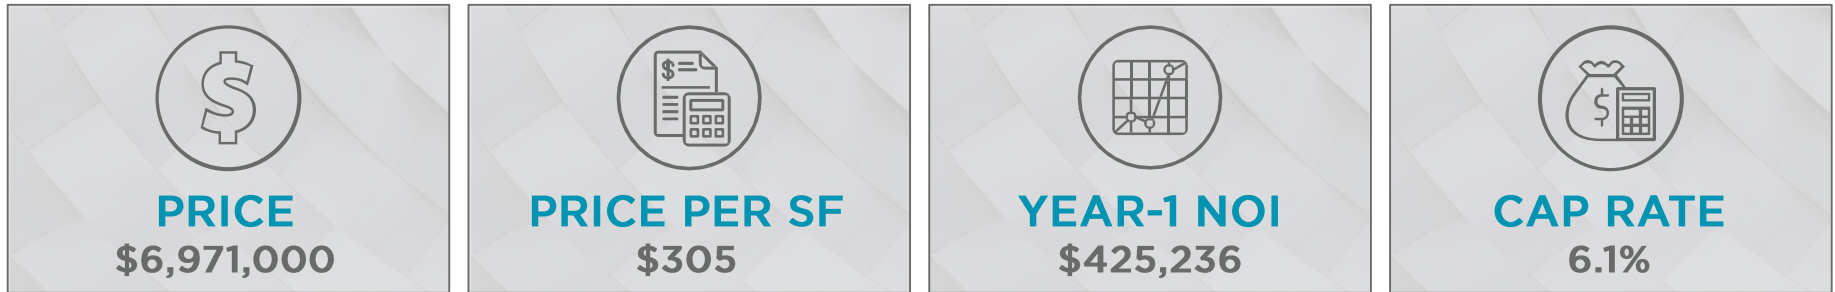 PRICE
$6,971,000
PRICE PER SF
$305
YEAR-1 NOI
$425,236
CAP RATE
6.1%